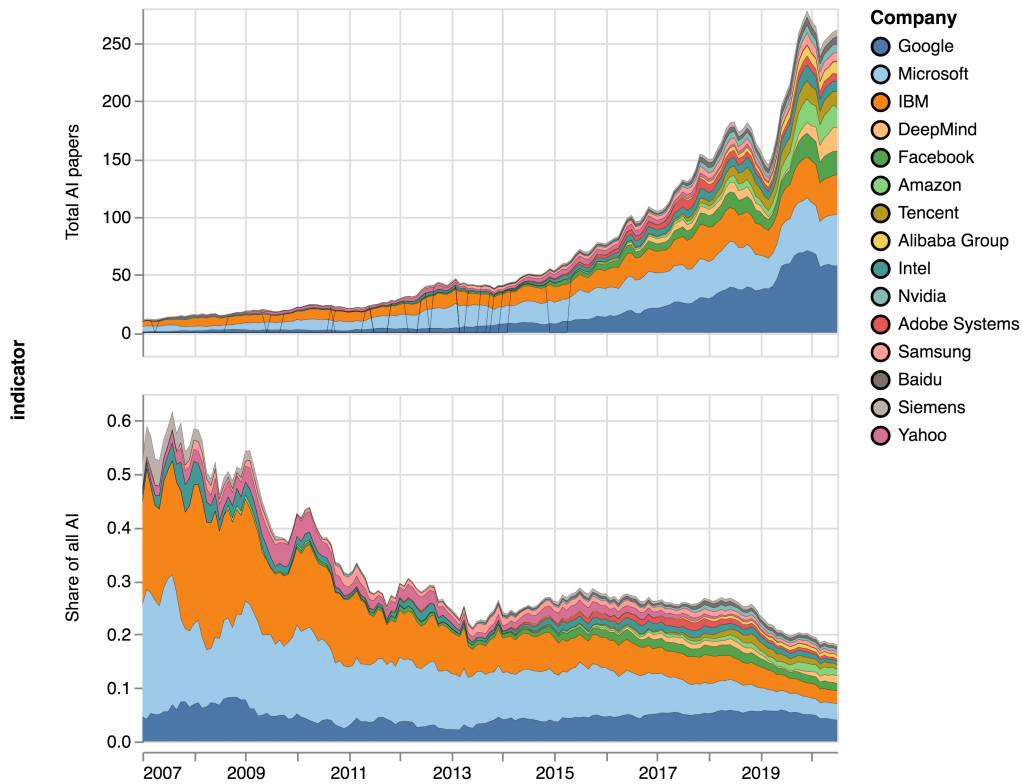 indicator
Total AI papers
250
200
150
100
50
0
Share of all AI
0.6
0.5
0.4
0.3
0.2
0.1
0.0
2007 2009 2011 2013 2015 2017 2019
Company
Google
Microsoft
IBM
DeepMind
Facebook
Amazon
Tencent
Alibaba Group
Intel
Nvidia
Adobe Systems
Samsung
Baidu
Siemens
Yahoo